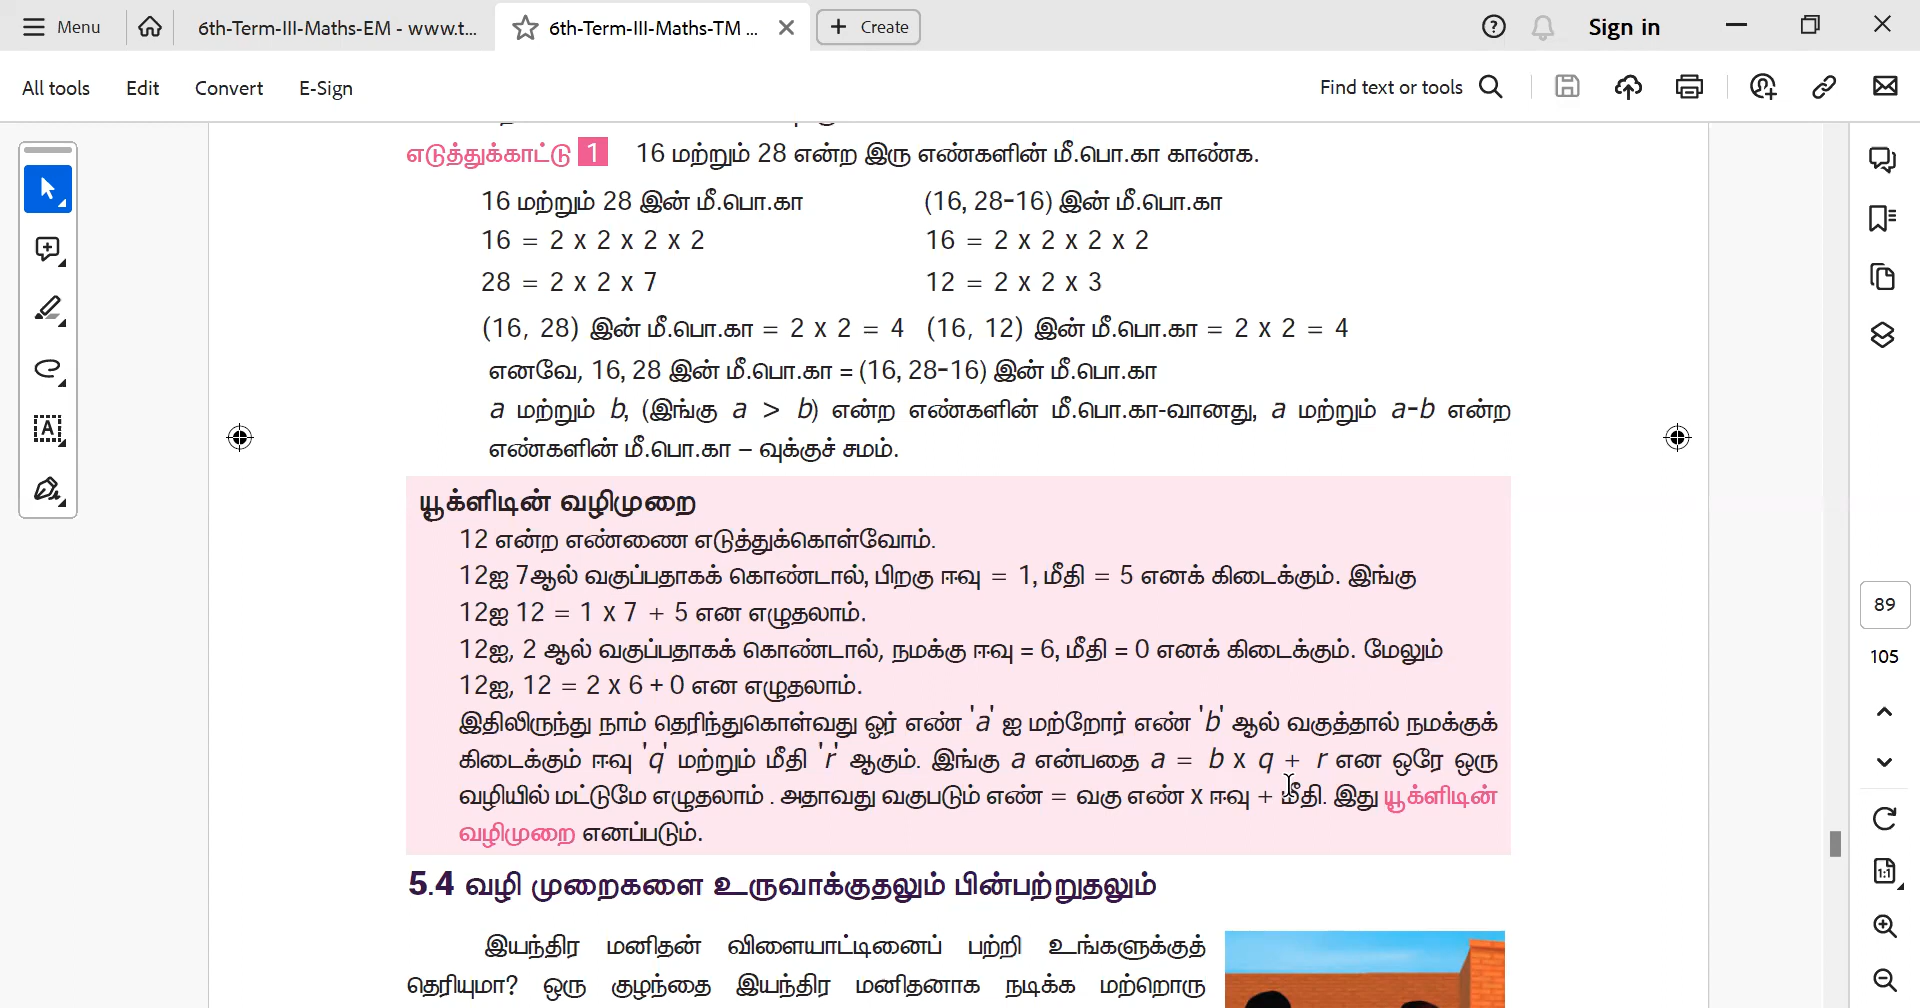 Menu
6th-Term-III-Maths-EM - www.t...
6th-Term-III-Maths-TM ...
Create
Sign in
All tools
Edit
Convert
E-Sign
Find text or tools
எடுத்துக்காட்டு 1 16 மற்றும் 28 என்ற இரு எண்களின் மீ.பொ.கா காண்க.
16 மற்றும் 28 இன் மீ.பொ.கா (16, 28-16) இன் மீ.பொ.கா
16 = 2 x 2 x 2 x 2 16 = 2 x 2 x 2 x 2
28 = 2 x 2 x 7 12 = 2 x 2 x 3
(16, 28) இன் மீ.பொ.கா = 2 x 2 = 4 (16, 12) இன் மீ.பொ.கா = 2 x 2 = 4
எனவே, 16, 28 இன் மீ.பொ.கா = (16, 28-16) இன் மீ.பொ.கா
a மற்றும் b, (இங்கு a > b) என்ற எண்களின் மீ.பொ.கா-வானது, a மற்றும் a-b என்ற
எண்களின் மீ.பொ.கா – வுக்குச் சமம்.
யூக்ளிடின் வழிமுறை
12 என்ற எண்ணை எடுத்துக்கொள்வோம்.
12ஐ 7ஆல் வகுப்பதாகக் கொண்டால், பிறகு ஈவு = 1, மீதி = 5 எனக் கிடைக்கும். இங்கு
12ஐ 12 = 1 x 7 + 5 என எழுதலாம்.
12ஐ, 2 ஆல் வகுப்பதாகக் கொண்டால், நமக்கு ஈவு = 6, மீதி = 0 எனக் கிடைக்கும். மேலும்
12ஐ, 12 = 2 x 6 + 0 என எழுதலாம்.
இதிலிருந்து நாம் தெரிந்துகொள்வது ஓர் எண் 'a' ஐ மற்றோர் எண் 'b' ஆல் வகுத்தால் நமக்குக்
கிடைக்கும் ஈவு 'q' மற்றும் மீதி 'r' ஆகும். இங்கு a என்பதை a = b x q + r என ஒரே ஒரு
வழியில் மட்டுமே எழுதலாம் . அதாவது வகுபடும் எண் = வகு எண் x ஈவு + மீதி. இது யூக்ளிடின்
வழிமுறை எனப்படும்.
5.4 வழி முறைகளை உருவாக்குதலும் பின்பற்றுதலும்
இயந்திர மனிதன் விளையாட்டினைப் பற்றி உங்களுக்குத்
தெரியுமா? ஒரு குழந்தை இயந்திர மனிதனாக நடிக்க மற்றொரு
89
105